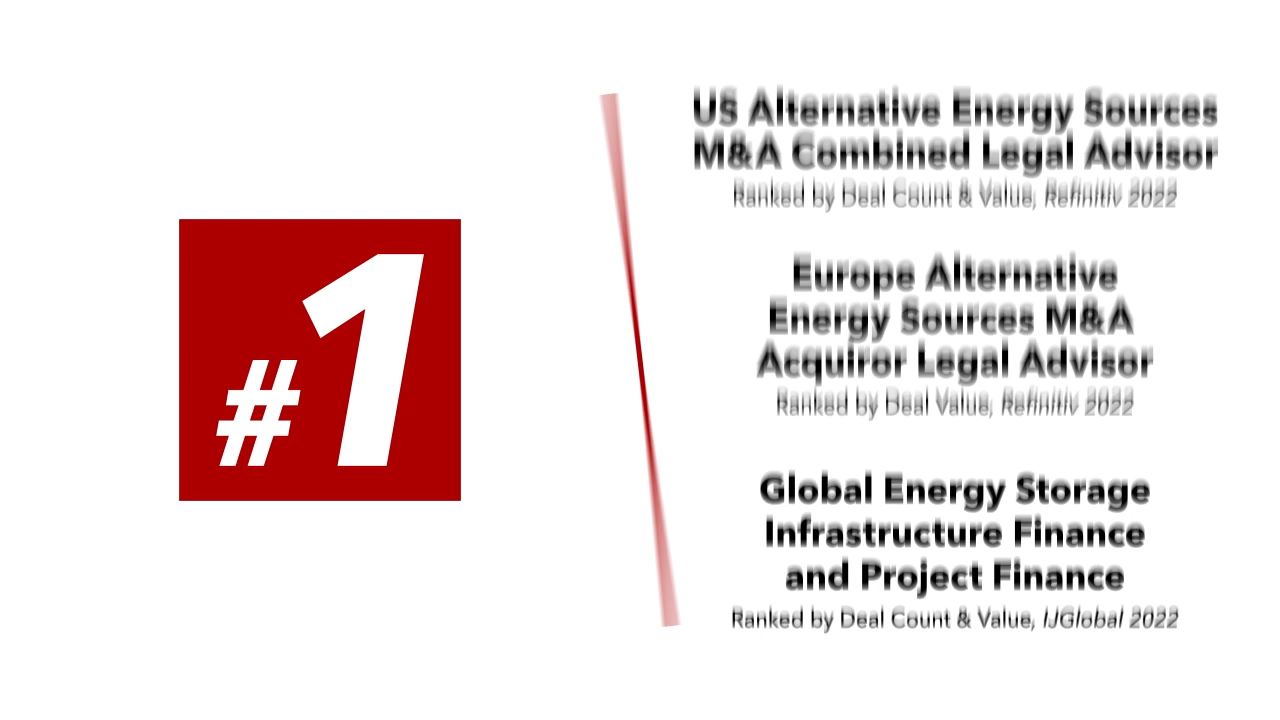 #1
US Alternative Energy Sources
M&A Combined Legal Advisor
Ranked by Deal Count & Value, Refinitiv 2022
Europe Alternative
Energy Sources M&A
Acquiror Legal Advisor
Ranked by Deal Value, Refinitiv 2022
Global Energy Storage
Infrastructure Finance
and Project Finance
Ranked by Deal Count & Value, IJGlobal 2022